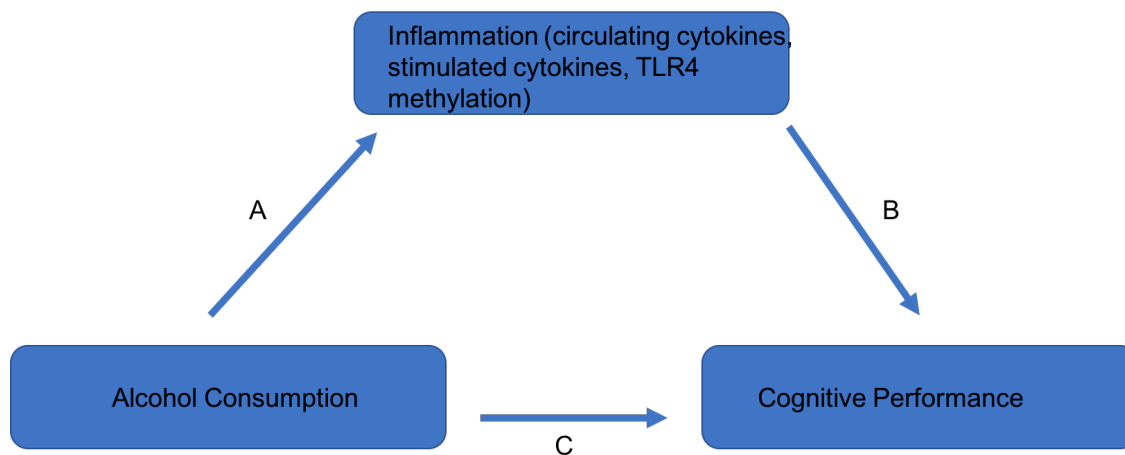 Inflammation (circulating cytokines,
stimulated cytokines, TLR4
methylation)
A
B
Alcohol Consumption
Cognitive Performance
C